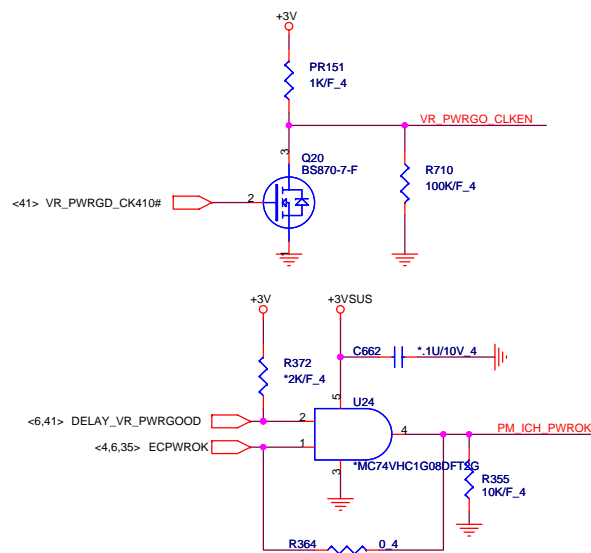 +3V
PR151
1K/F_4
VR_PWRGO_CLKEN
3
Q20
BS870-7-F
R710
100K/F_4
<41> VR_PWRGD_CK410#
2
1
+3V
+3VSUS
C662
*.1U/10V_4
R372
*2K/F_4
5
U24
<6,41> DELAY_VR_PWRGOOD
2
4
PM_ICH_PWROK
<4,6,35> ECPWROK
1
*MC74VHC1G08DFT2G
3
R355
10K/F_4
R364
0_4